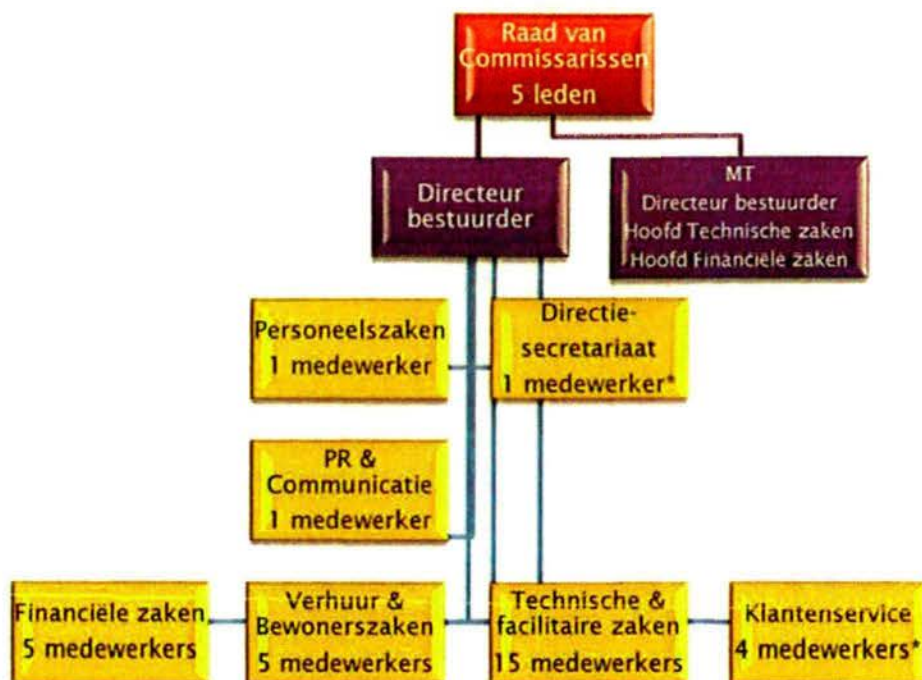 Raad van
Commissarissen
5 leden
Directeur
bestuurder
MT
Directeur bestuurder
Hoofd Technische zaken
Hoofd Financiële zaken
Personeelszaken
1 medewerker
Directie-
secretariaat
1 medewerker*
PR &
Communicatie
1 medewerker
Financiële zaken
5 medewerkers
Verhuur &
Bewonerszaken
5 medewerkers
Technische &
facilitaire zaken
15 medewerkers
Klantenservice
4 medewerkers*